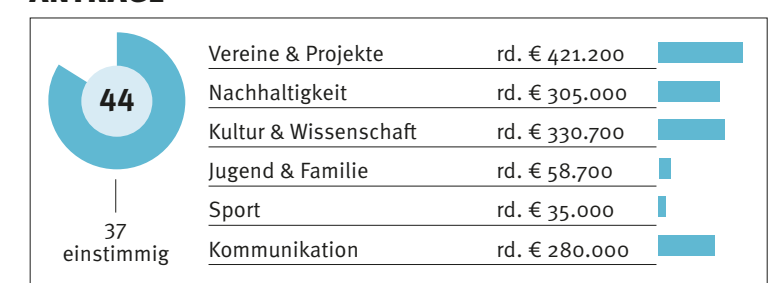 ANTRÄGE
44
37
einstimmig
Vereine & Projekte rd. € 421.200
Nachhaltigkeit rd. € 305.000
Kultur & Wissenschaft rd. € 330.700
Jugend & Familie rd. € 58.700
Sport rd. € 35.000
Kommunikation rd. € 280.000